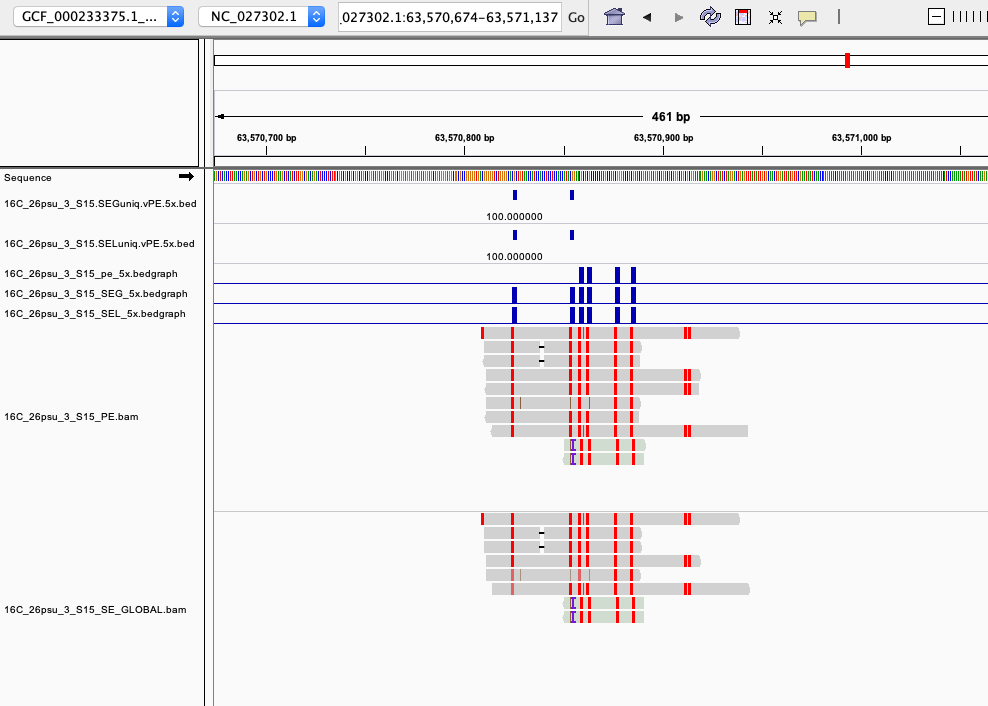 GCF_000233375.1_...
NC_027302.1
.027302.1:63,570,674-63,571,137
Go
461 bp
63,570,700 bp
63,570,800 bp
63,570,900 bp
63,571,000 bp
Sequence
16C_26psu_3_S15.SEGuniq.vPE.5x.bed
100.000000
16C_26psu_3_S15.SELuniq.vPE.5x.bed
100.000000
16C_26psu_3_S15_pe_5x.bedgraph
16C_26psu_3_S15_SEG_5x.bedgraph
16C_26psu_3_S15_SEL_5x.bedgraph
16C_26psu_3_S15_PE.bam
16C_26psu_3_S15_SE_GLOBAL.bam